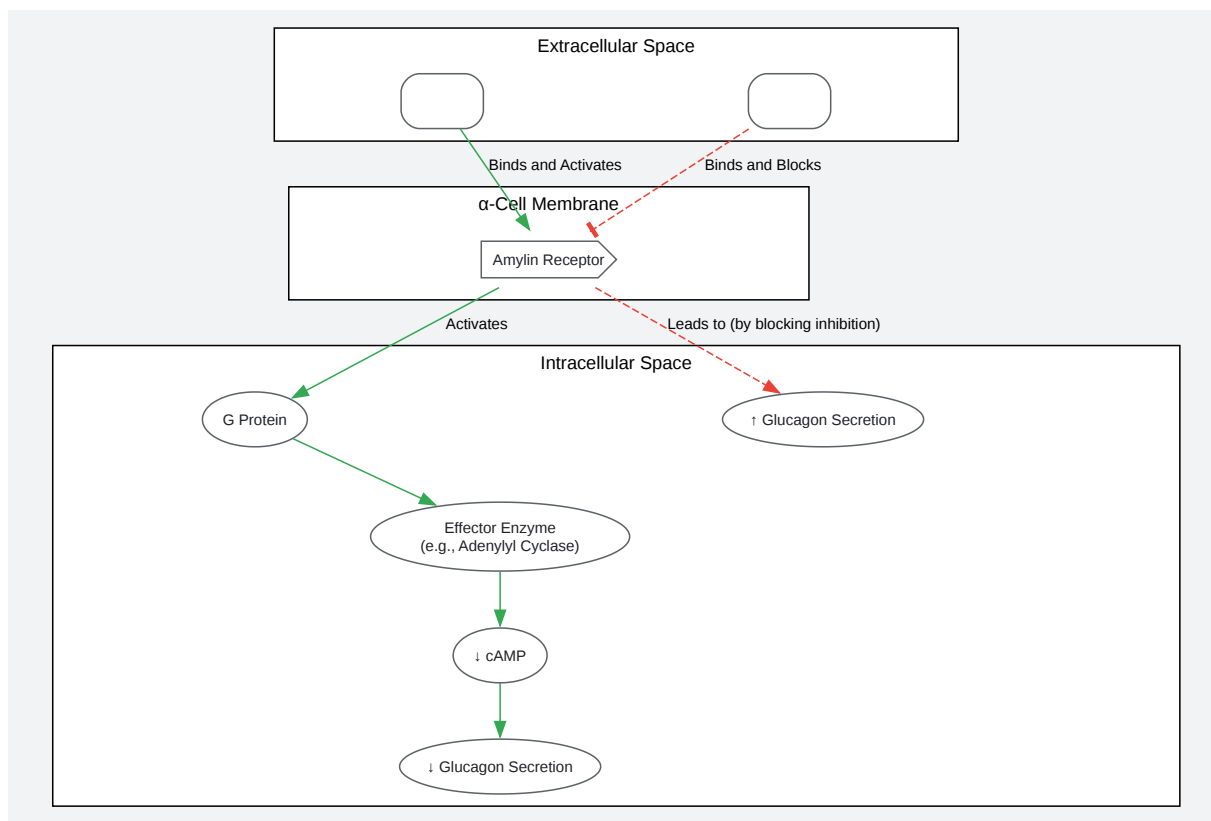 Extracellular Space
Binds and Activates
Binds and Blocks
α-Cell Membrane
Amylin Receptor
Activates
Leads to (by blocking inhibition)
Intracellular Space
G Protein
↑ Glucagon Secretion
Effector Enzyme
(e.g., Adenylyl Cyclase)
↓ cAMP
↓ Glucagon Secretion